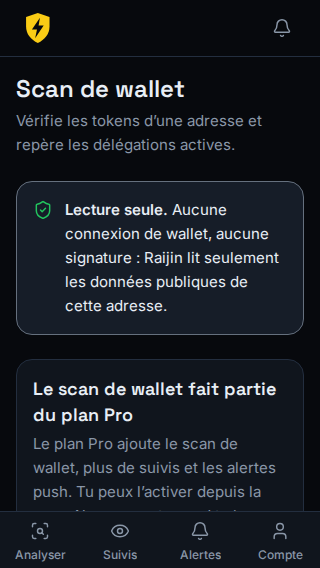 Scan de wallet
Vérifie les tokens d’une adresse et
repère les délégations actives.
Lecture seule. Aucune
connexion de wallet, aucune
signature : Raijin lit seulement
les données publiques de
cette adresse.
Le scan de wallet fait partie
du plan Pro
Le plan Pro ajoute le scan de
wallet, plus de suivis et les alertes
push. Tu peux l’activer depuis la
Analyser
Suivis
Alertes
Compte